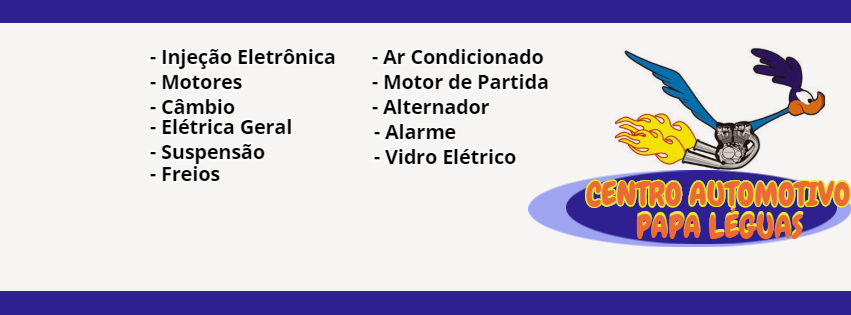 - Injeção Eletrônica
- Motores
- Câmbio
- Elétrica Geral
- Suspensão
- Freios
- Ar Condicionado
- Motor de Partida
- Alternador
- Alarme
- Vidro Elétrico
CENTRO AUTOMOTIVO
PAPA LÉGUAS